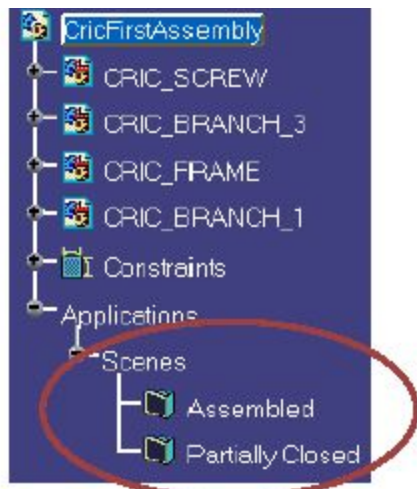 CricFirstAssembly
CRIC_SCREW
CRIC_BRANCH_3
CRIC_FRAME
CRIC_BRANCH_1
Constraints
Applications
Scenes
Assembled
Partially Closed